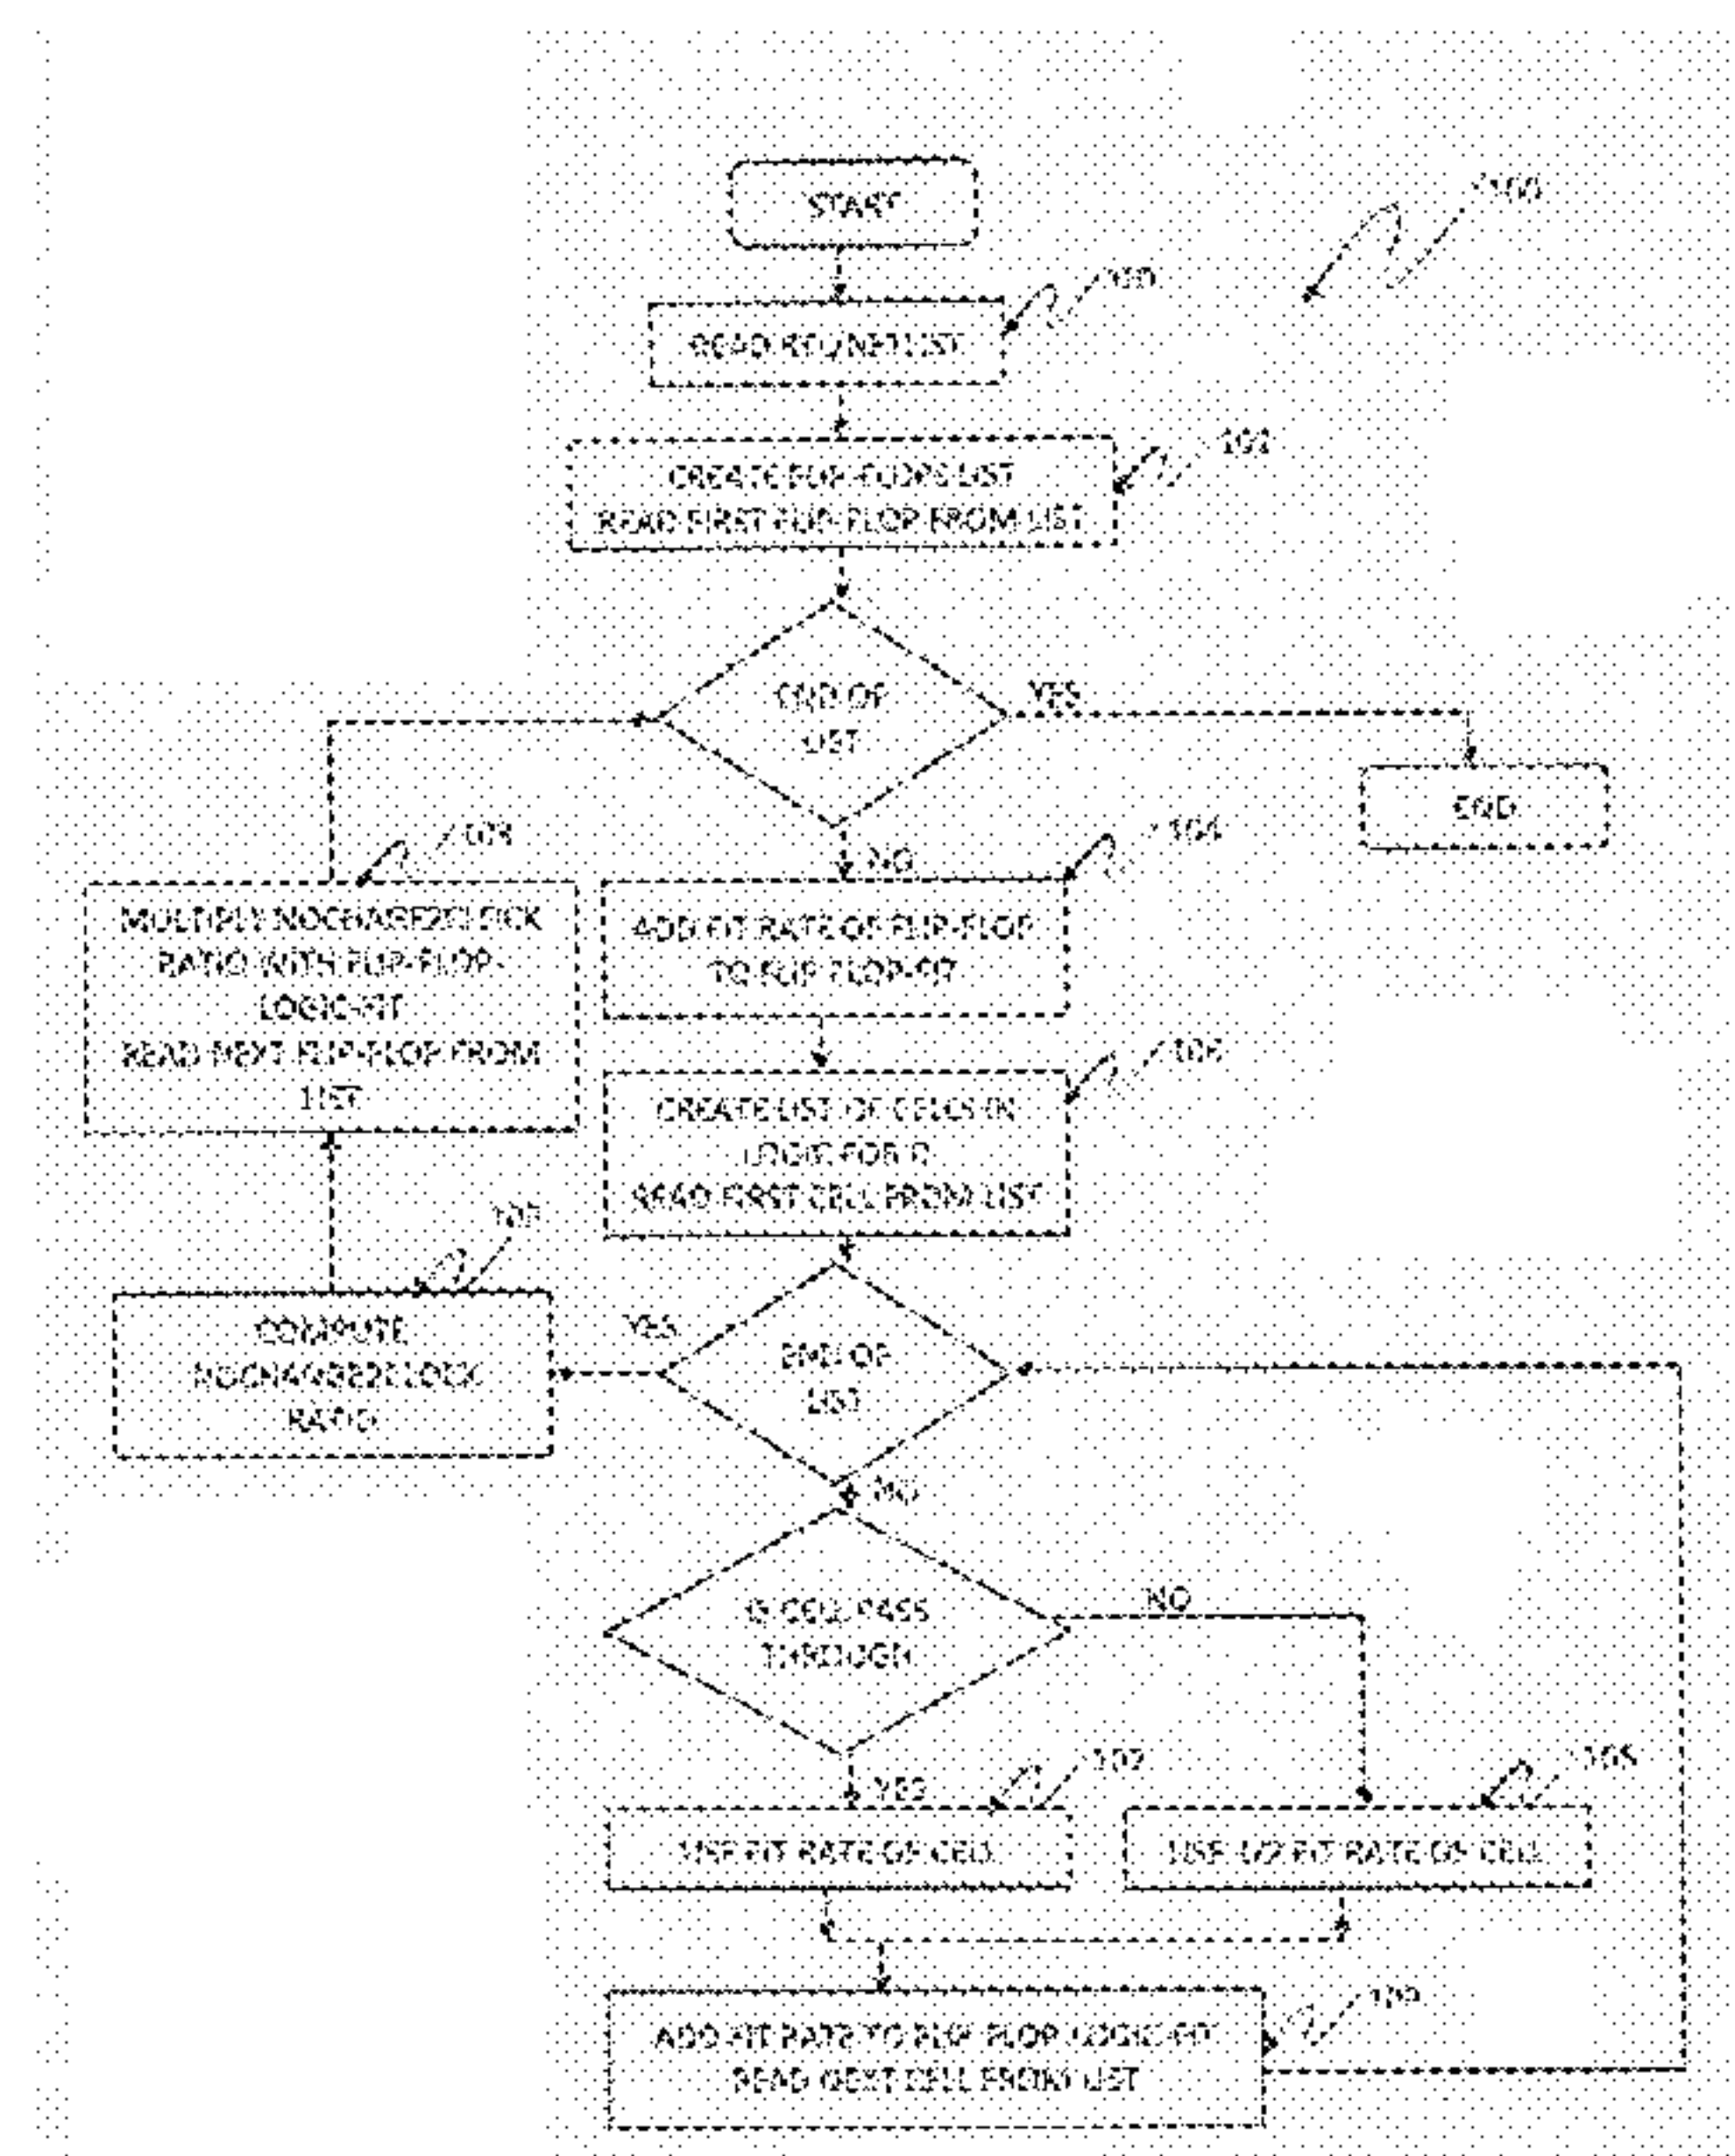 START
100
READ RTL/NETLIST
102
CREATE FLIP-FLOPS LIST
READ FIRST FLIP-FLOP FROM LIST
END OF
LIST
YES
END
NO
104
ADD FIT RATE OF FLIP-FLOP
TO FLIP-FLOP-FIT
103
MULTIPLY NOCHANGE2CLOCK
RATIO WITH FLIP-FLOP-
LOGIC-FIT
READ NEXT FLIP-FLOP FROM
LIST
106
CREATE LIST OF CELLS IN
LOGIC FOR
READ FIRST CELL FROM LIST
COMPUTE
NOCHANGE2CLOCK
RATIO
YES
END OF
LIST
NO
IS CELL PASS
THROUGH
NO
YES
USE FIT RATE OF CELL
USE 1/2 FIT RATE OF CELL
ADD FIT RATE TO FLIP-FLOP-LOGIC-FIT
READ NEXT CELL FROM LIST